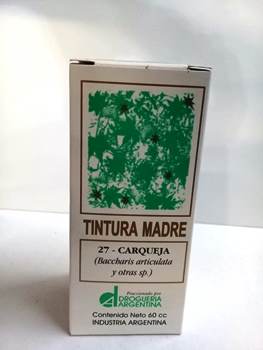 TINTURA MADRE
27 - CARQUEJA
(Baccharis articulata
y otras sp.)
Fraccionado por
DROGUERIA
ARGENTINA
Contenido Neto 60 cc
INDUSTRIA ARGENTINA